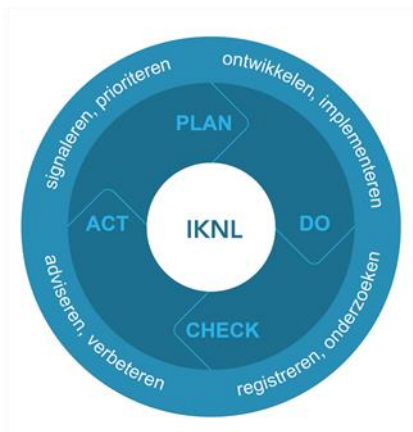 signaleren, prioriteren
ontwikkelen, implementeren
PLAN
ACT
IKNL
DO
CHECK
adviseren, verbeteren
registreren, onderzoeken